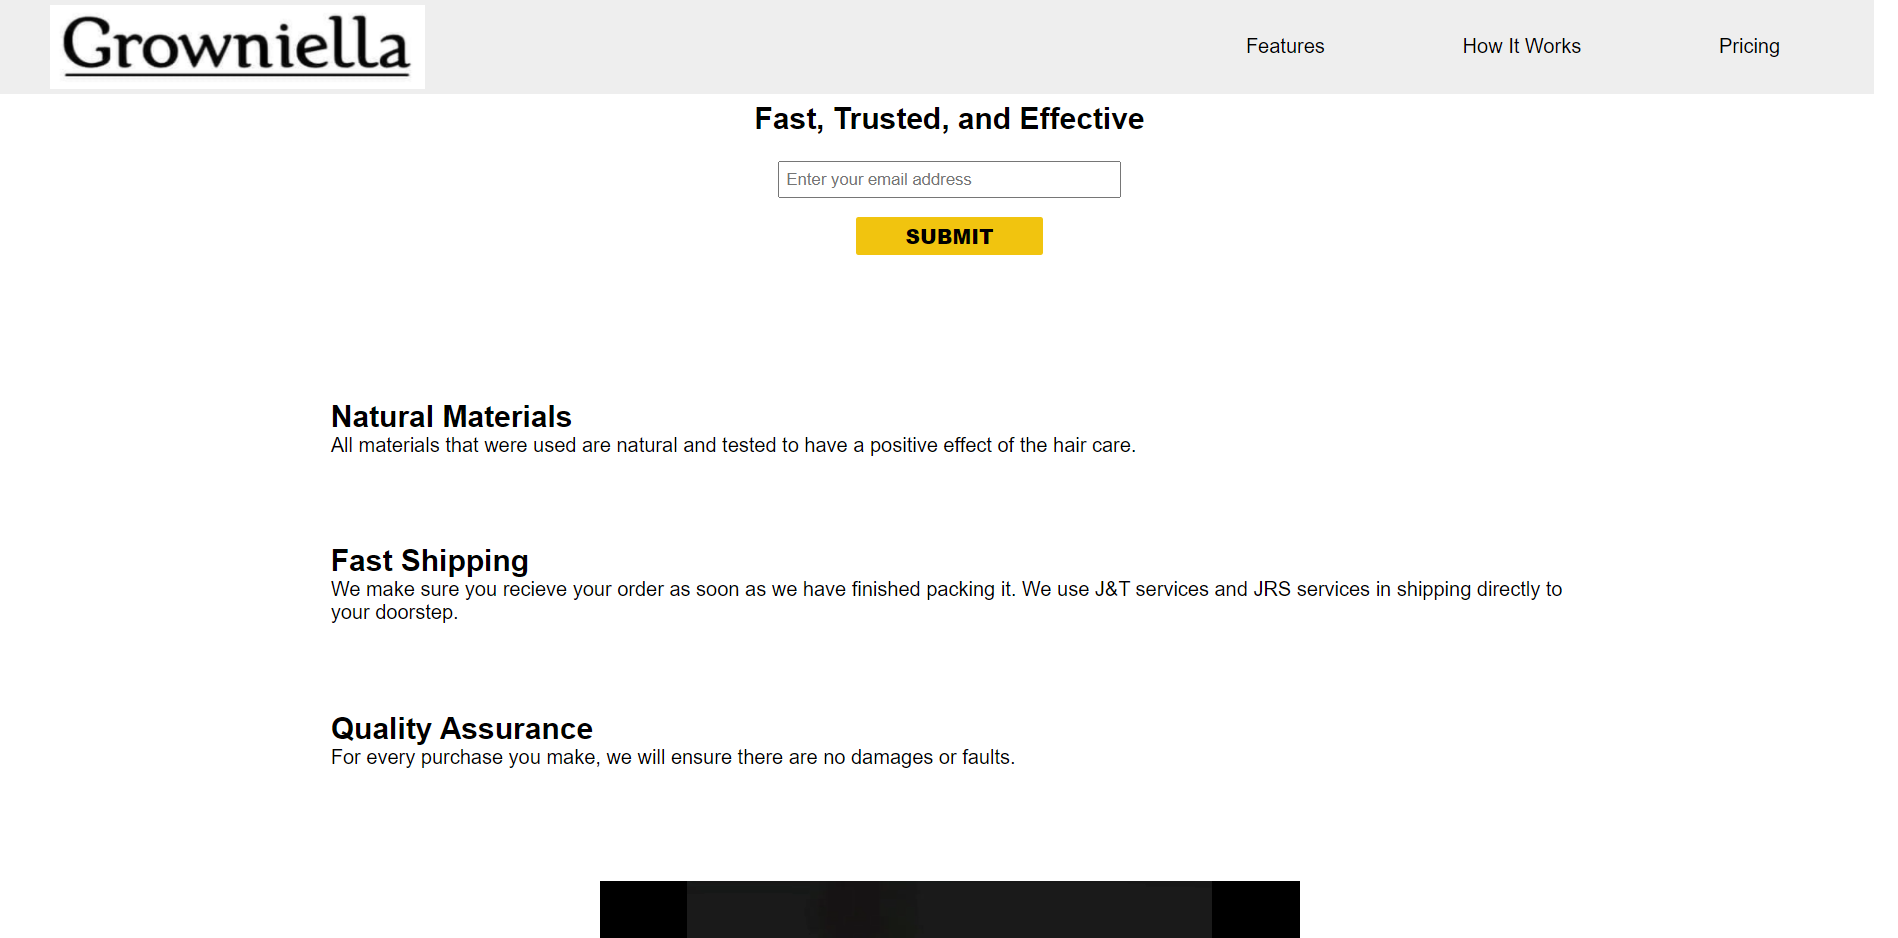 Growniella
Features
How It Works
Pricing
Fast, Trusted, and Effective
Enter your email address
SUBMIT
Natural Materials
All materials that were used are natural and tested to have a positive effect of the hair care.
Fast Shipping
We make sure you recieve your order as soon as we have finished packing it. We use J&T services and JRS services in shipping directly to
your doorstep.
Quality Assurance
For every purchase you make, we will ensure there are no damages or faults.